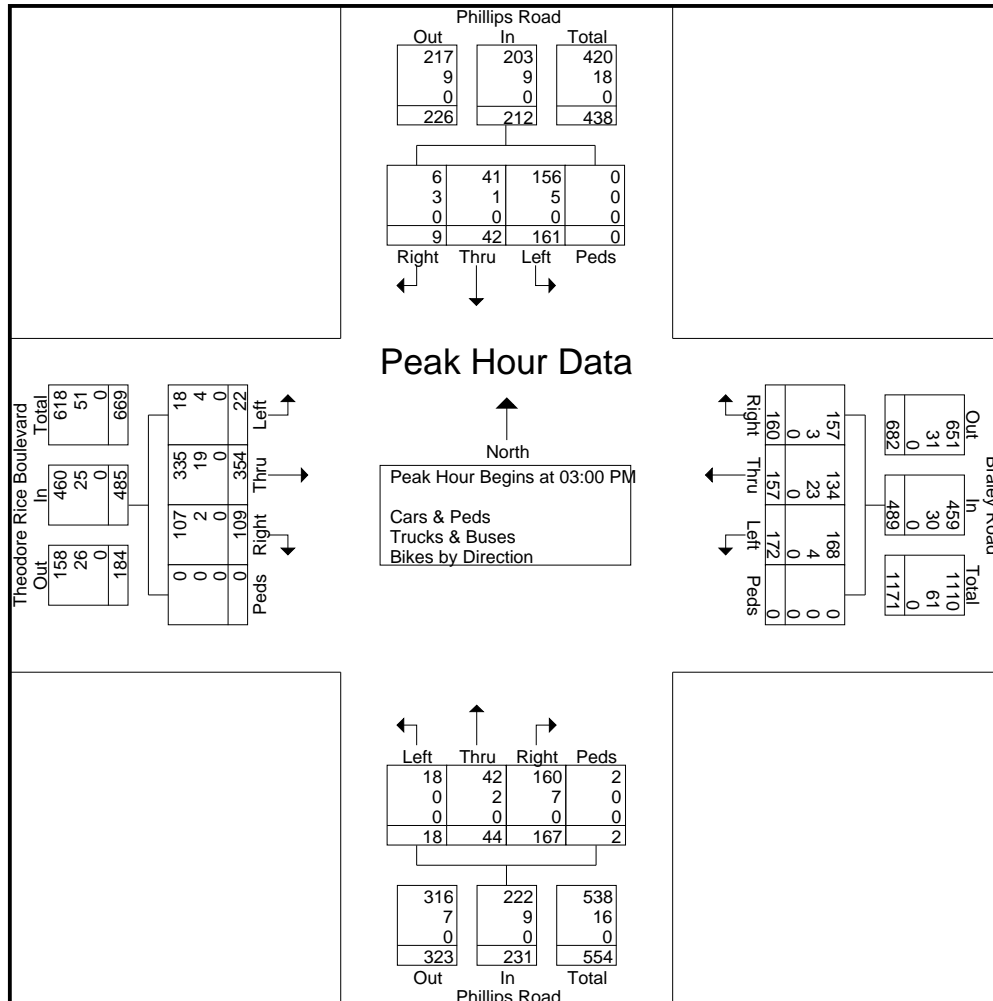 Phillips Road
Out In Total
217 203 420
9 9 18
0 0 0
226 212 438
6 41 156 0
3 1 5 0
0 0 0 0
9 42 161 0
Right Thru Left Peds
Peak Hour Data
North
Peak Hour Begins at 03:00 PM
Cars & Peds
Trucks & Buses
Bikes by Direction
Theodore Rice Boulevard
Out In Total
158 460 618
26 25 51
0 0 0
184 485 669
Peds Right Thru Left
0 107 335 18
0 2 19 4
0 0 0 0
0 109 354 22
Braley Road
Out In Total
651 459 1110
31 30 61
0 0 0
682 489 1171
157 134 168 0
3 23 4 0
0 0 0 0
160 157 172 0
Right Thru Left Peds
Left Thru Right Peds
18 42 160 2
0 2 7 0
0 0 0 0
18 44 167 2
316 222 538
7 9 16
0 0 0
323 231 554
Out In Total
Phillips Road